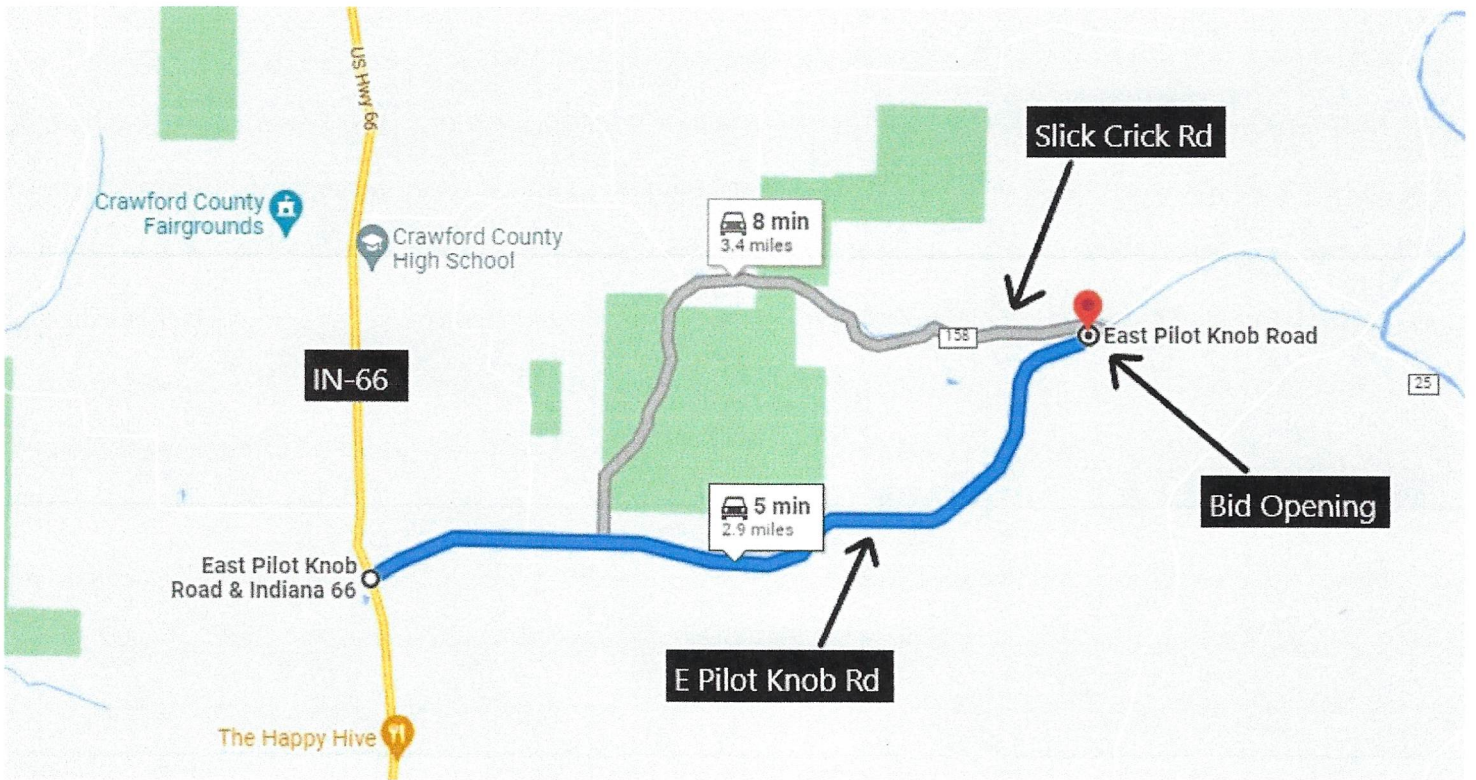 US Hwy 66
Slick Crick Rd
Crawford County
Fairgrounds
8 min
3.4 miles
Crawford County
High School
158
East Pilot Knob Road
IN-66
25
5 min
2.9 miles
Bid Opening
East Pilot Knob
Road & Indiana 66
E Pilot Knob Rd
The Happy Hive